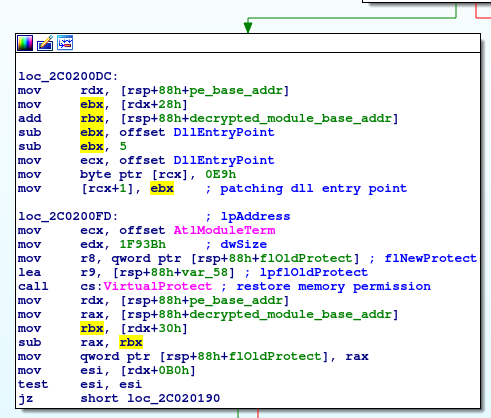 loc_2C0200DC:
mov rdx, [rsp+88h+pe_base_addr]
mov ebx, [rdx+28h]
add rbx, [rsp+88h+decrypted_module_base_addr]
sub ebx, offset DllEntryPoint
sub ebx, 5
mov ecx, offset DllEntryPoint
mov byte ptr [rcx], 0E9h
mov [rcx+1], ebx ; patching dll entry point
loc_2C0200FD: ; lpAddress
mov ecx, offset AtlModuleTerm
mov edx, 1F93Bh ; dwSize
mov r8, qword ptr [rsp+88h+flOldProtect] ; flNewProtect
lea r9, [rsp+88h+var_58] ; lpflOldProtect
call cs:VirtualProtect ; restore memory permission
mov rdx, [rsp+88h+pe_base_addr]
mov rax, [rsp+88h+decrypted_module_base_addr]
mov rbx, [rdx+30h]
sub rax, rbx
mov qword ptr [rsp+88h+flOldProtect], rax
mov esi, [rdx+0B0h]
test esi, esi
jz short loc_2C020190